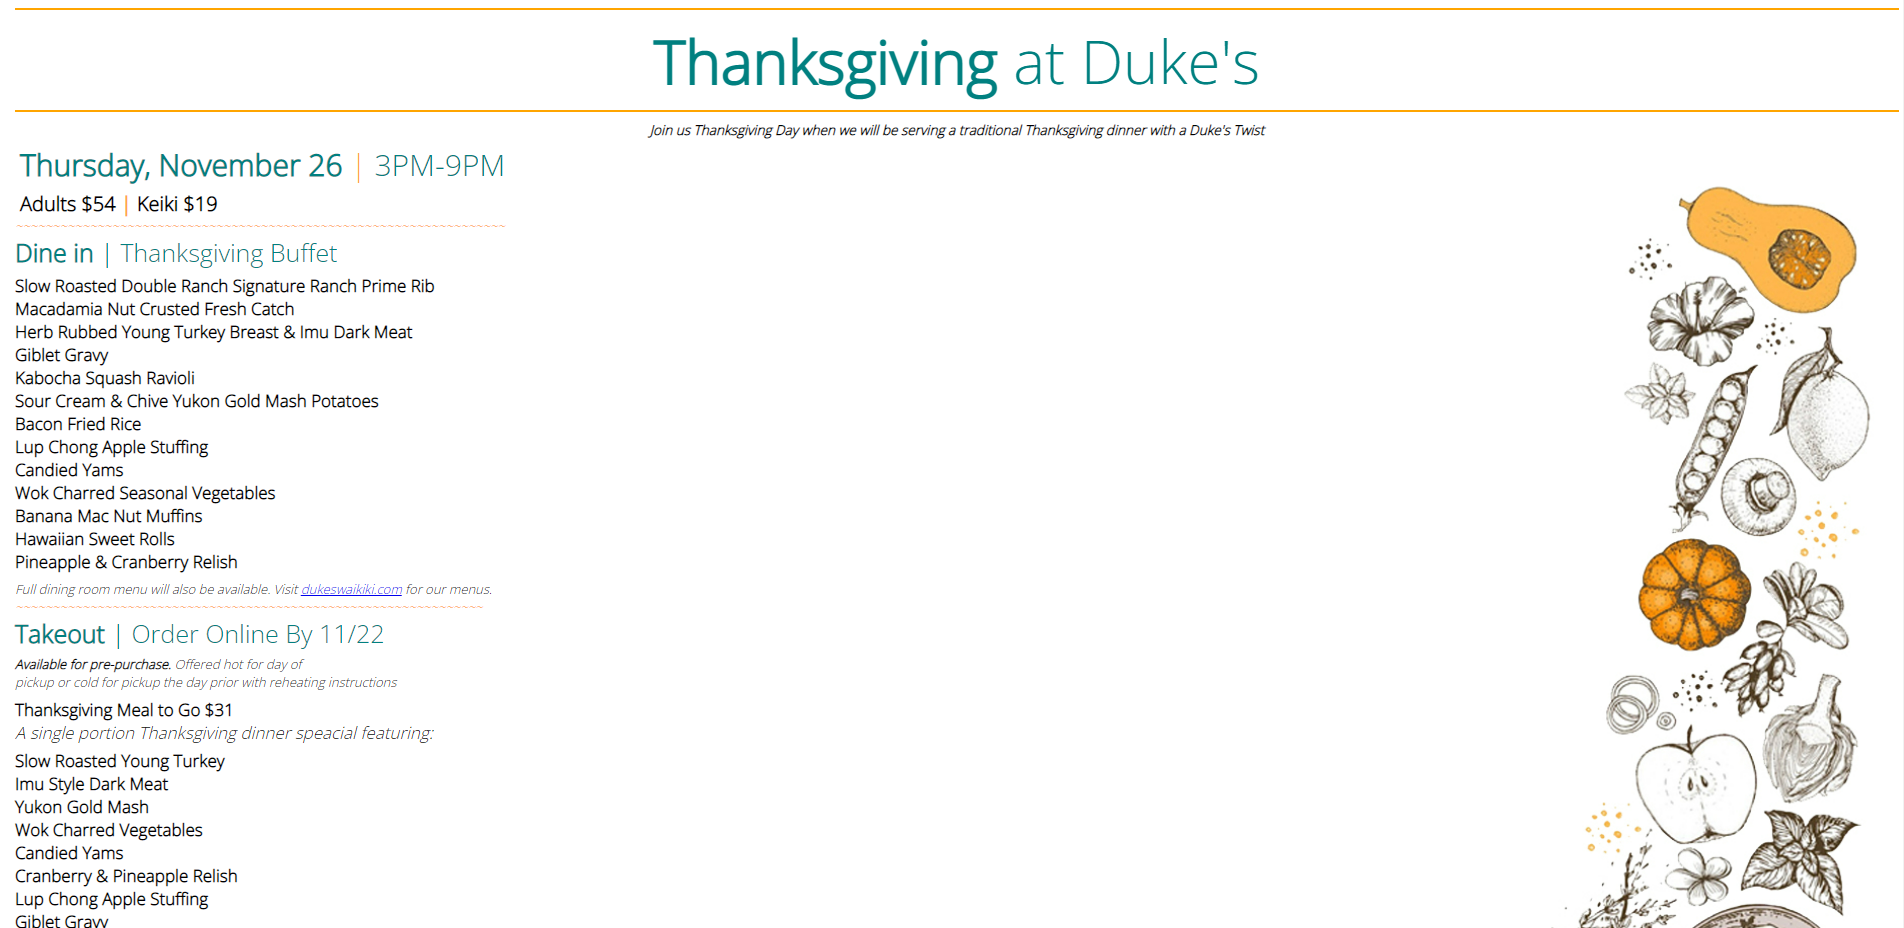 Thanksgiving at Duke's
Join us Thanksgiving Day when we will be serving a traditional Thanksgiving dinner with a Duke's Twist
Thursday, November 26 | 3PM-9PM
Adults $54 | Keiki $19
Dine in | Thanksgiving Buffet
Slow Roasted Double Ranch Signature Ranch Prime Rib
Macadamia Nut Crusted Fresh Catch
Herb Rubbed Young Turkey Breast & Imu Dark Meat
Giblet Gravy
Kabocha Squash Ravioli
Sour Cream & Chive Yukon Gold Mash Potatoes
Bacon Fried Rice
Lup Chong Apple Stuffing
Candied Yams
Wok Charred Seasonal Vegetables
Banana Mac Nut Muffins
Hawaiian Sweet Rolls
Pineapple & Cranberry Relish
Full dining room menu will also be available. Visit dukeswaikiki.com for our menus.
Takeout | Order Online By 11/22
Available for pre-purchase. Offered hot for day of
pickup or cold for pickup the day prior with reheating instructions
Thanksgiving Meal to Go $31
A single portion Thanksgiving dinner speacial featuring:
Slow Roasted Young Turkey
Imu Style Dark Meat
Yukon Gold Mash
Wok Charred Vegetables
Candied Yams
Cranberry & Pineapple Relish
Lup Chong Apple Stuffing
Giblet Gravy